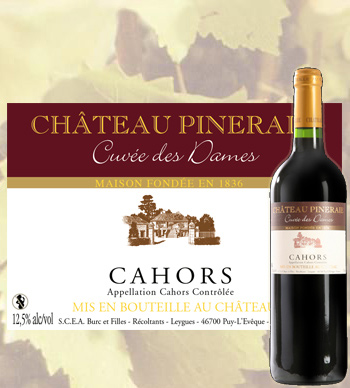 CHÂTEAU PINERAIE
Cuvée des Dames
MAISON FONDÉE EN 1836
CAHORS
Appellation Cahors Contrôlée
MIS EN BOUTEILLE AU CHÂTEAU
12,5% alc/vol
S.C.E.A. Burc et Filles - Récoltants - Leygues - 46700 Puy-L'Evêque -
CHÂTEAU PINERAIE
Cuvée des Dames
CAHORS